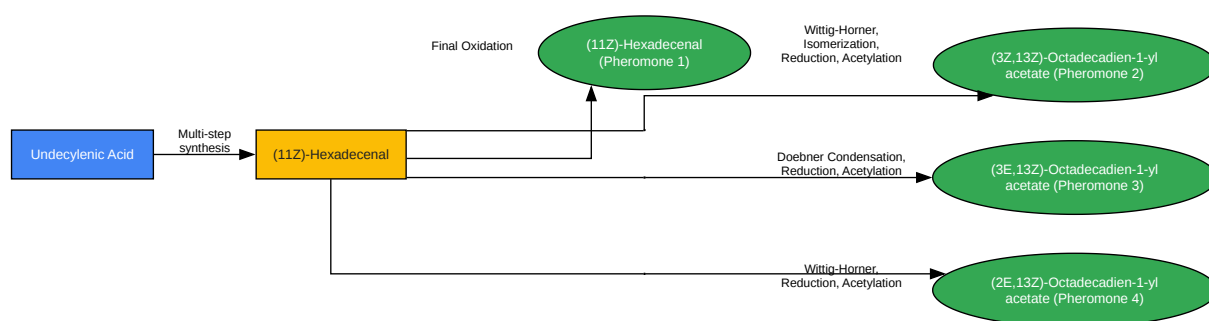 Undecylenic Acid
Multi-step
synthesis
(11Z)-Hexadecenal
Final Oxidation
(11Z)-Hexadecenal
(Pheromone 1)
Wittig-Horner,
Isomerization,
Reduction, Acetylation
(3Z,13Z)-Octadecadien-1-yl
acetate (Pheromone 2)
Doebner Condensation,
Reduction, Acetylation
(3E,13Z)-Octadecadien-1-yl
acetate (Pheromone 3)
Wittig-Horner,
Reduction, Acetylation
(2E,13Z)-Octadecadien-1-yl
acetate (Pheromone 4)